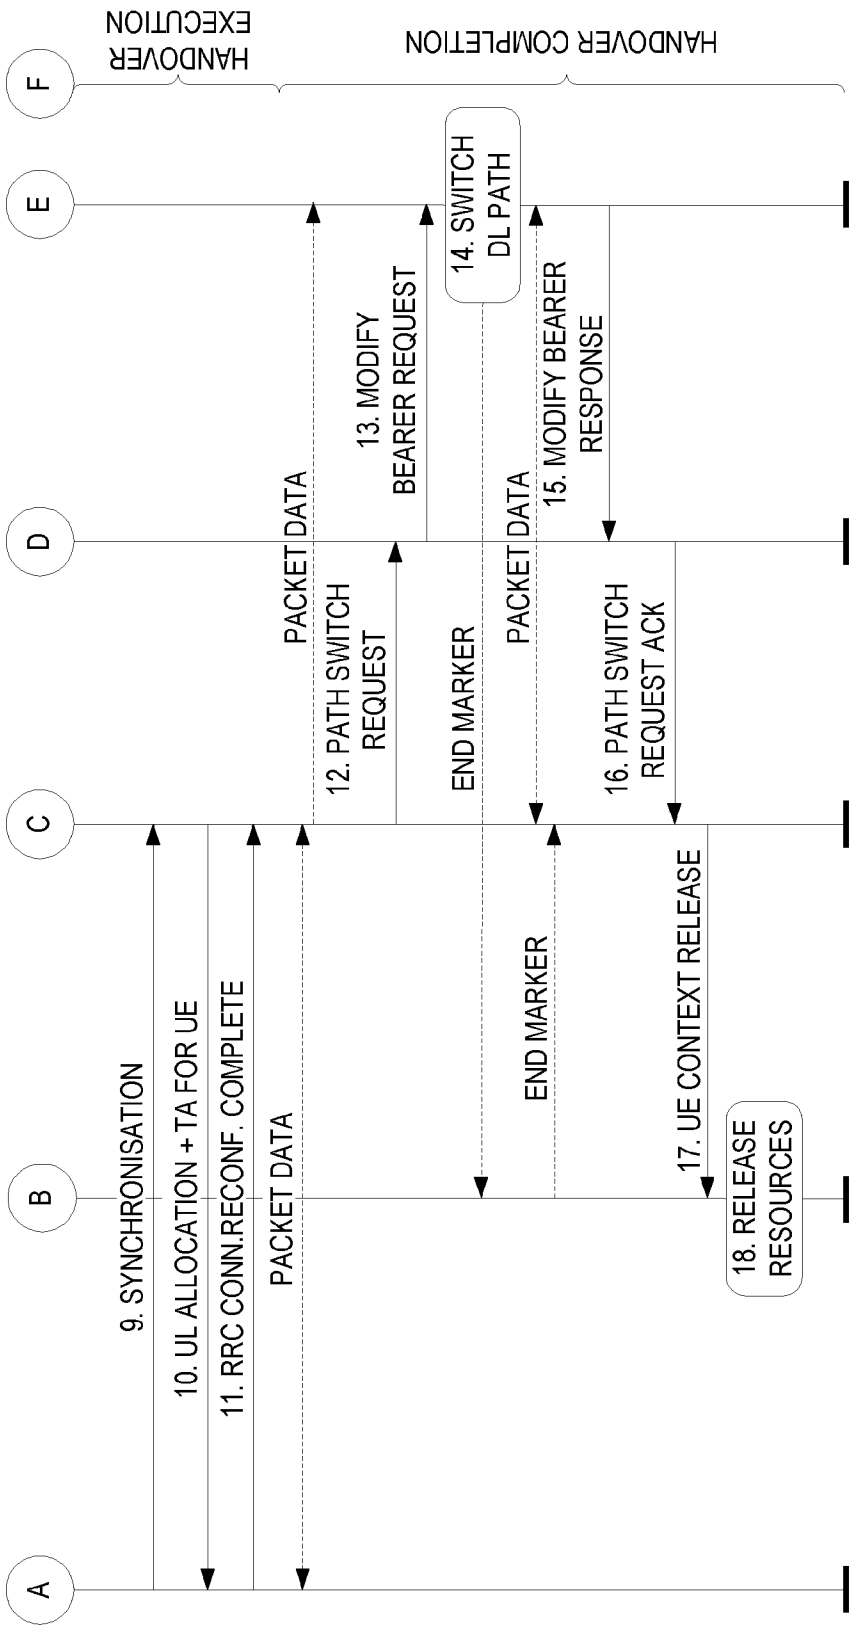 A
B
C
D
E
F
9. SYNCHRONISATION
10. UL ALLOCATION + TA FOR UE
11. RRC CONN.RECONF. COMPLETE
HANDOVER
EXECUTION
PACKET DATA
PACKET DATA
12. PATH SWITCH
REQUEST
13. MODIFY
BEARER REQUEST
14. SWITCH
DL PATH
END MARKER
PACKET DATA
END MARKER
15. MODIFY BEARER
RESPONSE
16. PATH SWITCH
REQUEST ACK
17. UE CONTEXT RELEASE
18. RELEASE
RESOURCES
HANDOVER COMPLETION